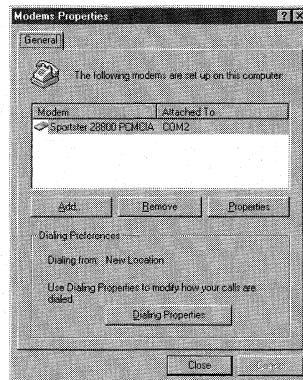 Modems Properties
General
The following modems are set up on this computer
Modem Attached To
Sportster 28800 PCMCIA COM2
Add... Remove Properties
Dialing Preferences
Dialing from: New Location
Use Dialing Properties to modify how your calls are
dialed.
Dialing Properties
Close Cancel